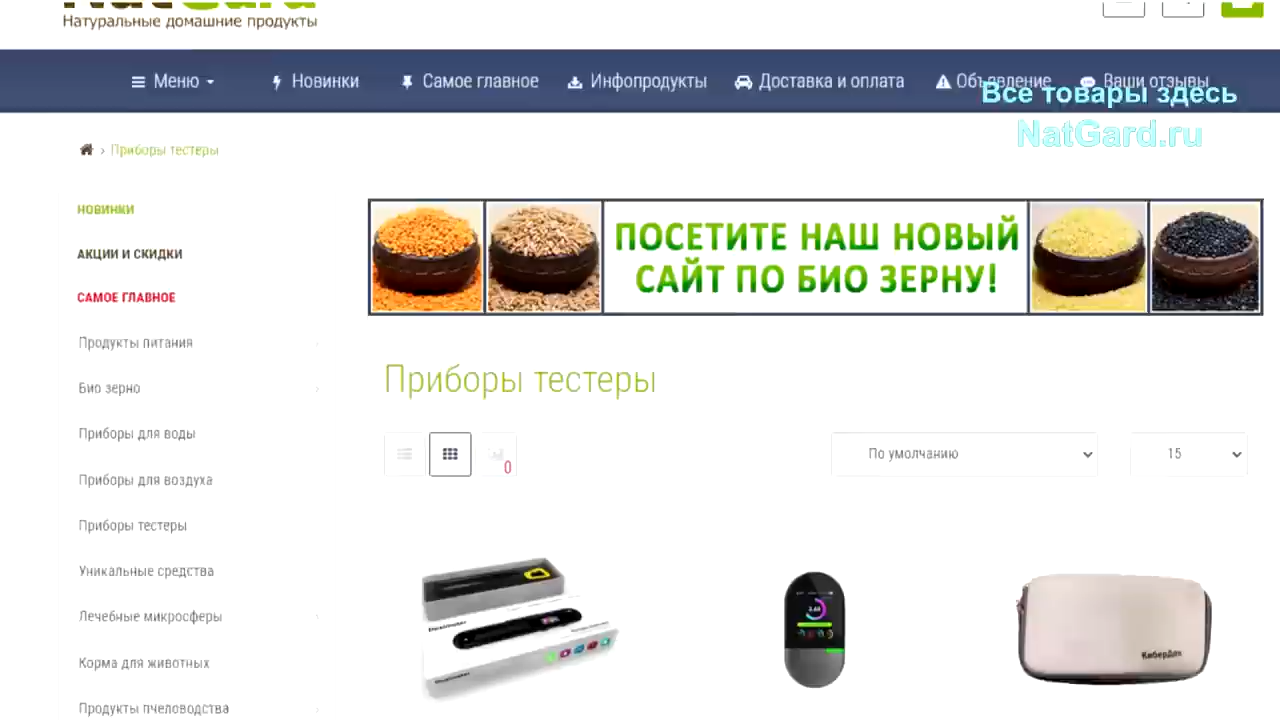 Натуральные домашние продукты
Меню
Новинки
Самое главное
Инфопродукты
Доставка и оплата
Объявление
Ваши отзывы
Все товары здесь
NatGard.ru
Приборы тестеры
НОВИНКИ
АКЦИИ И СКИДКИ
САМОЕ ГЛАВНОЕ
Продукты питания
Био зерно
Приборы для воды
Приборы для воздуха
Приборы тестеры
Уникальные средства
Лечебные микросферы
Корма для животных
Продукты пчеловодства
ПОСЕТИТЕ НАШ НОВЫЙ
САЙТ ПО БИО ЗЕРНУ!
Приборы тестеры
0
По умолчанию
15
КиберДок